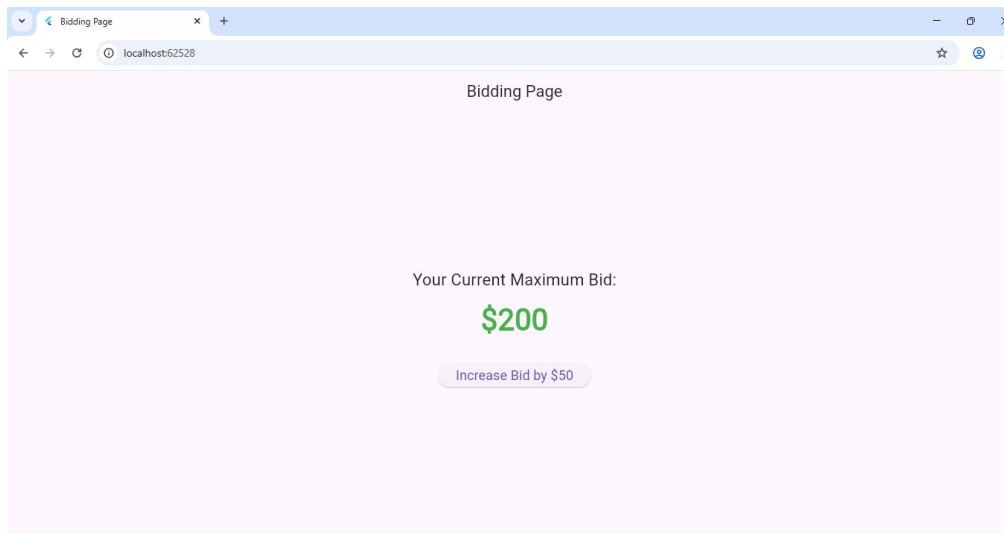 Bidding Page
localhost:62528
Bidding Page
Your Current Maximum Bid:
$200
Increase Bid by $50